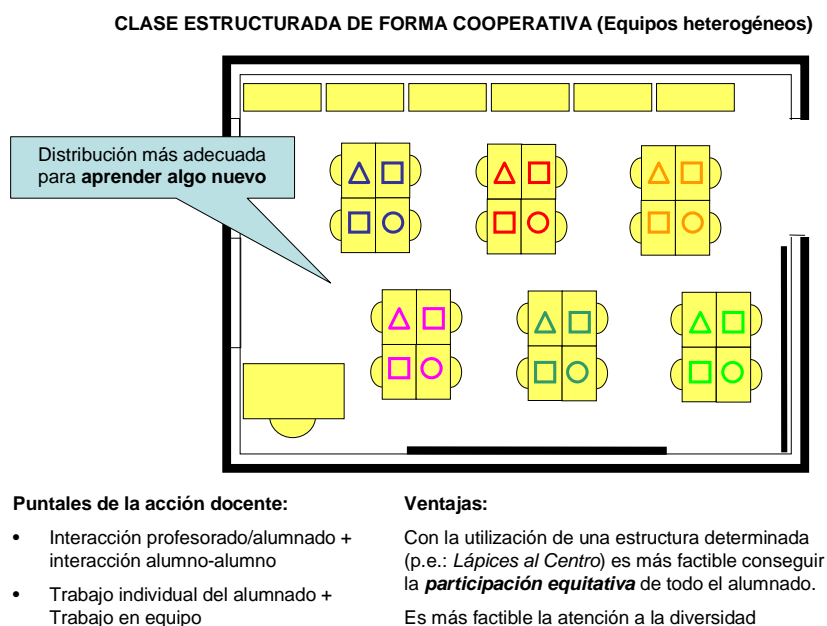 CLASE ESTRUCTURADA DE FORMA COOPERATIVA (Equipos heterogéneos)
Distribución más adecuada
para aprender algo nuevo
Puntales de la acción docente:
• Interacción profesorado/alumnado +
interacción alumno-alumno
• Trabajo individual del alumnado +
Trabajo en equipo
Ventajas:
Con la utilización de una estructura determinada
(p.e.: Lápices al Centro) es más factible conseguir
la participación equitativa de todo el alumnado.
Es más factible la atención a la diversidad